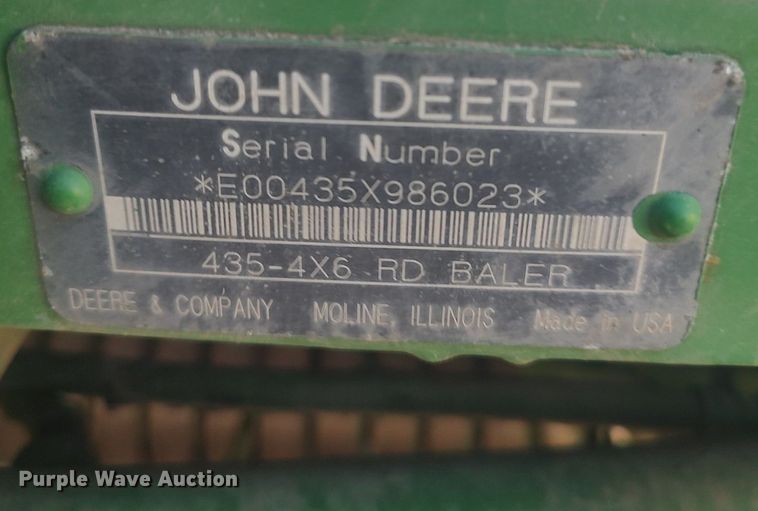 JOHN DEERE
Serial Number
*E00435X986023*
435-4X6 RD BALER
DEERE & COMPANY MOLINE, ILLINOIS Made in USA
Purple Wave Auction